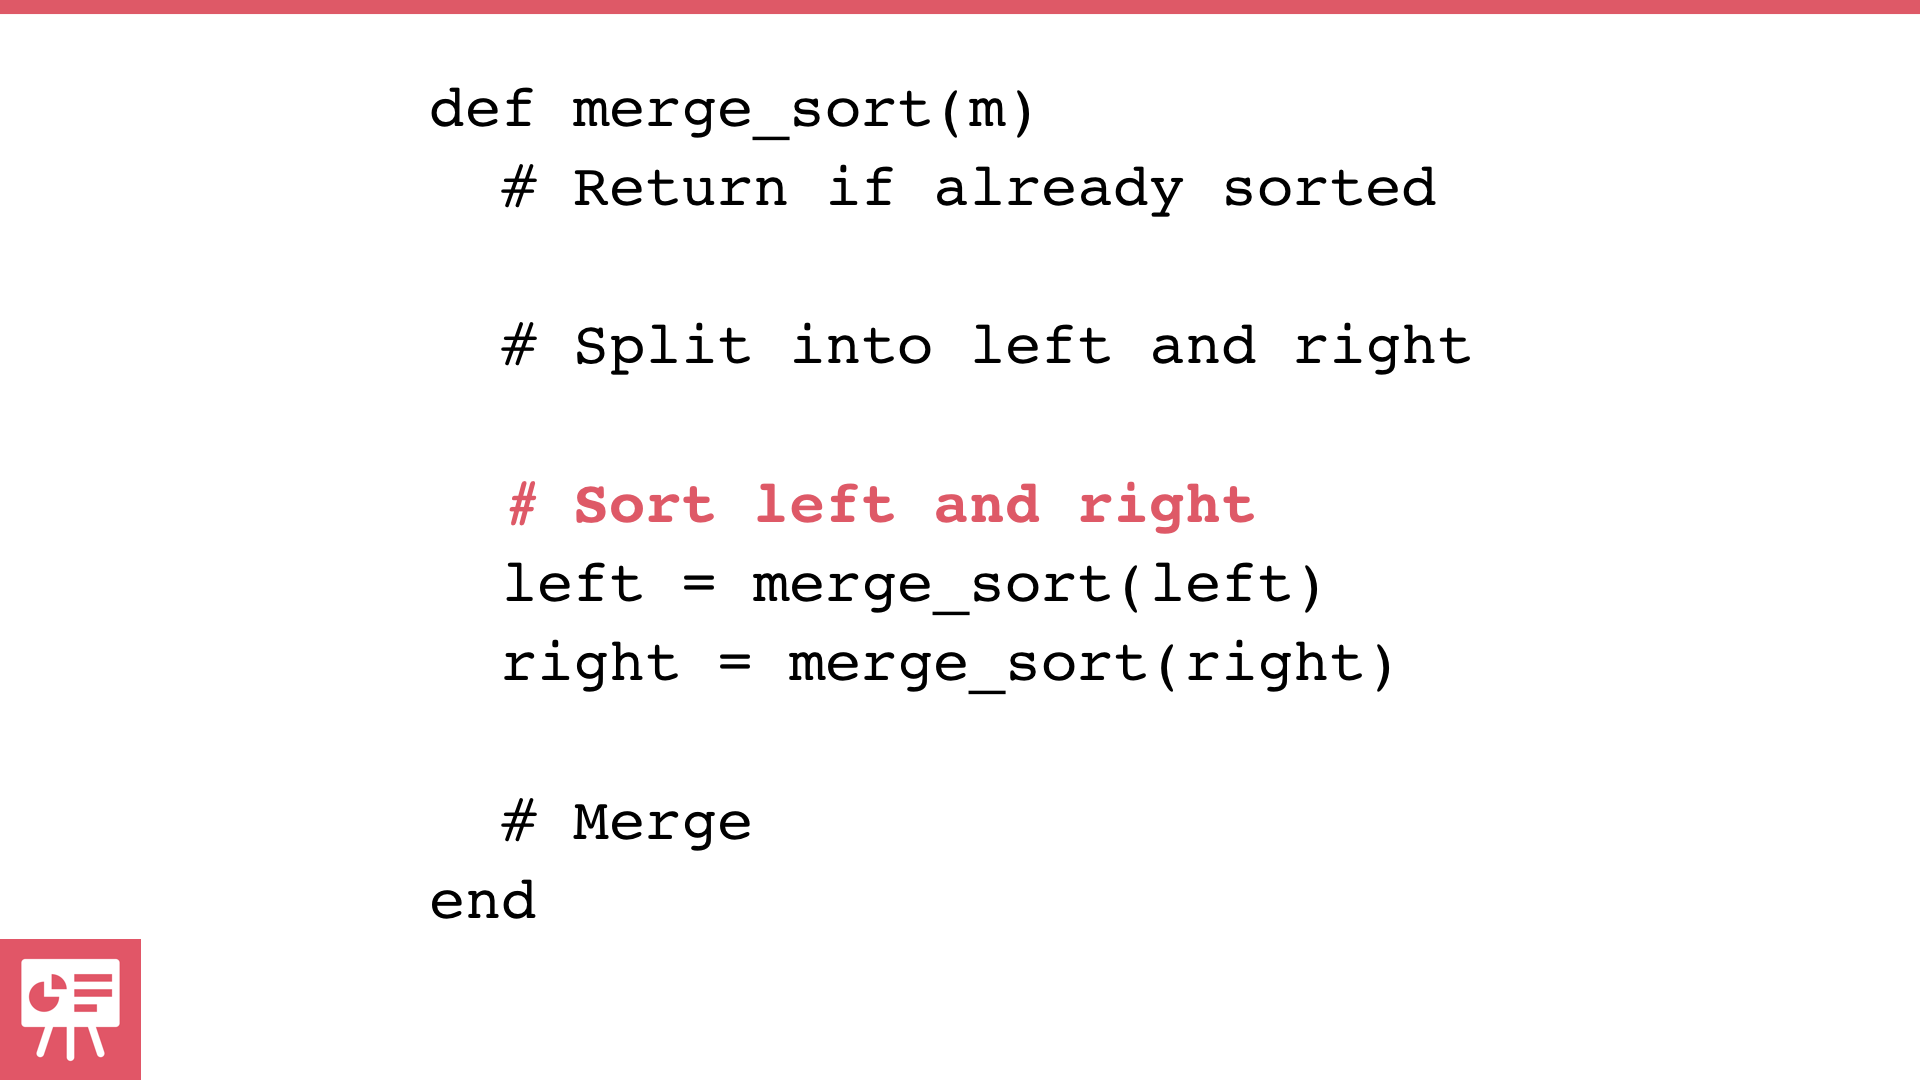 def merge_sort(m)
  # Return if already sorted
  # Split into left and right
  # Sort left and right
  left = merge_sort(left)
  right = merge_sort(right)
  # Merge
end